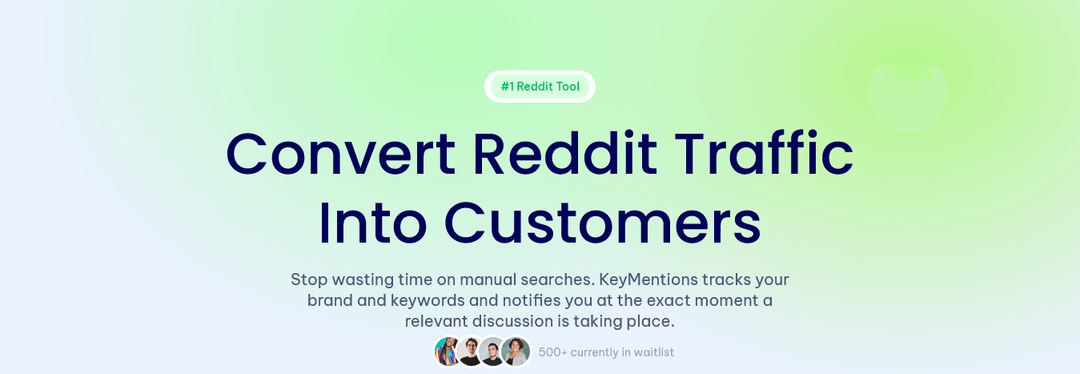 #1 Reddit Tool
Convert Reddit Traffic
Into Customers
Stop wasting time on manual searches. KeyMentions tracks your
brand and keywords and notifies you at the exact moment a
relevant discussion is taking place.
500+ currently in waitlist